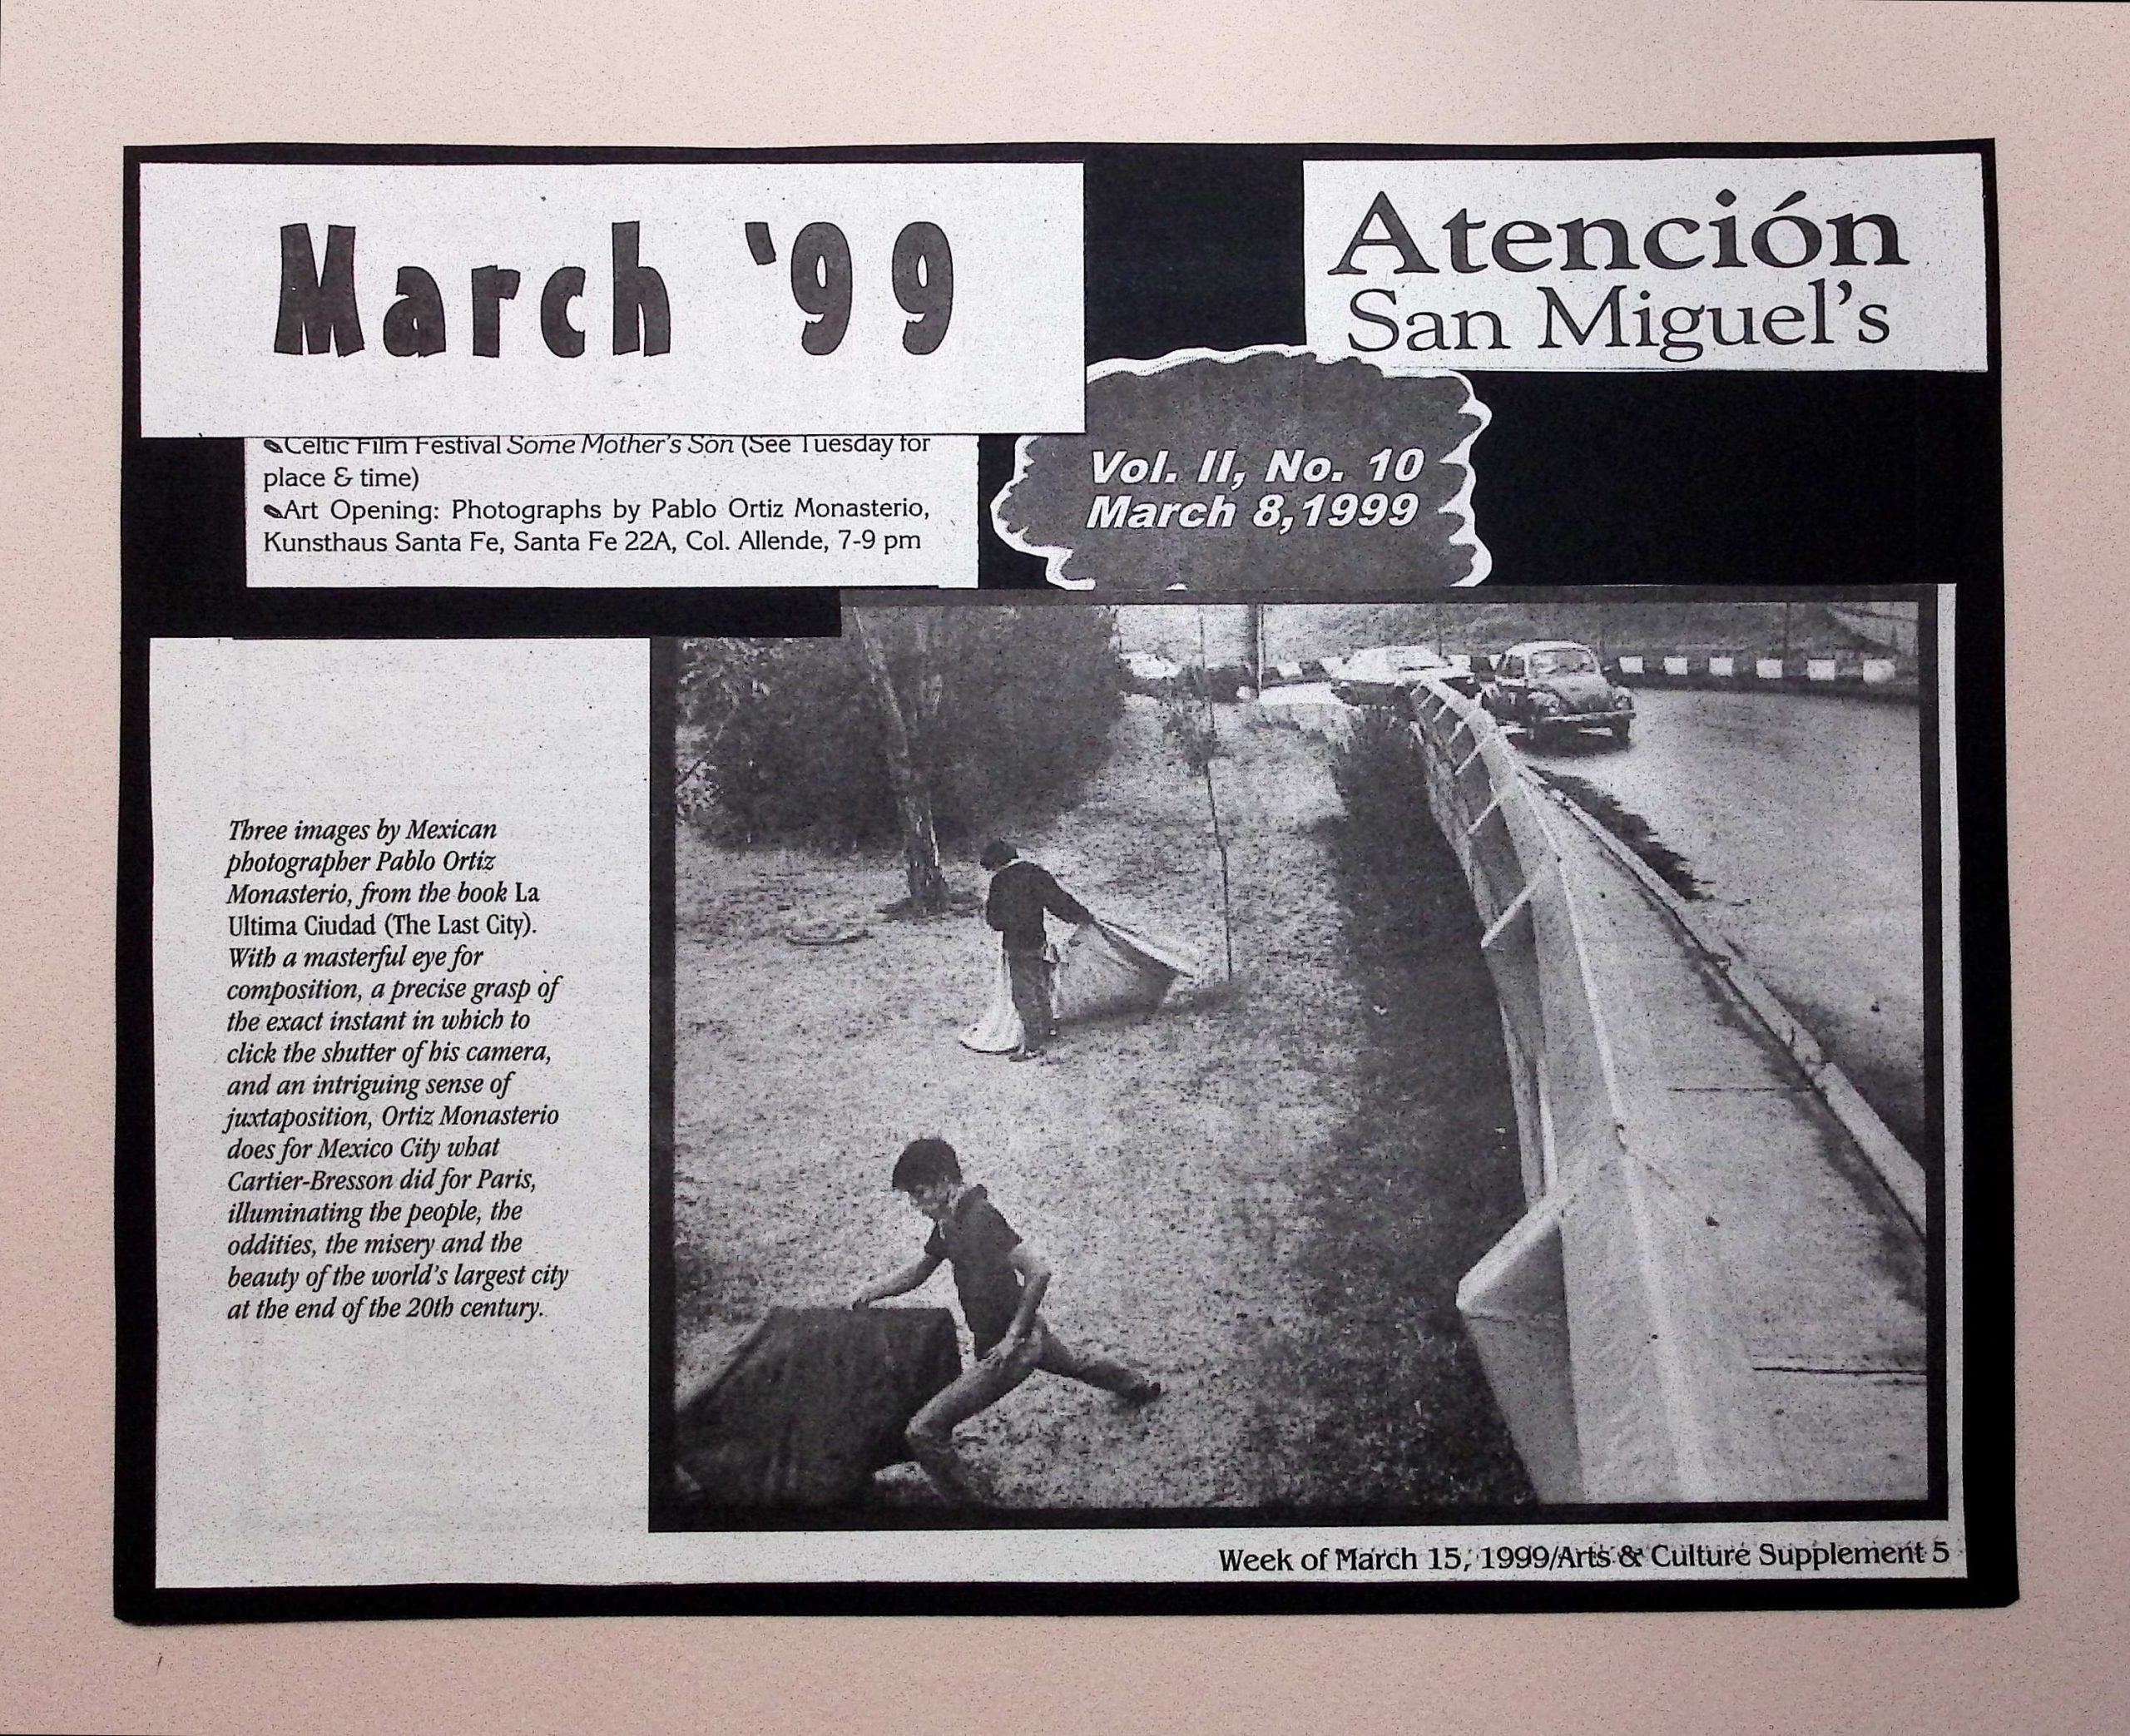 March '99
Atención
San Miguel's
Celtic Film Festival Some Mother's Son (See Tuesday for
place & time)
Art Opening: Photographs by Pablo Ortiz Monasterio,
Kunsthaus Santa Fe, Santa Fe 22A, Col. Allende, 7-9 pm
Vol. II, No. 10
March 8,1999
Three images by Mexican
photographer Pablo Ortiz
Monasterio, from the book La
Ultima Ciudad (The Last City).
With a masterful eye for
composition, a precise grasp of
the exact instant in which to
click the shutter of his camera,
and an intriguing sense of
juxtaposition, Ortiz Monasterio
does for Mexico City what
Cartier-Bresson did for Paris,
illuminating the people, the
oddities, the misery and the
beauty of the world's largest city
at the end of the 20th century.
Week of March 15, 1999/Arts & Culture Supplement 5